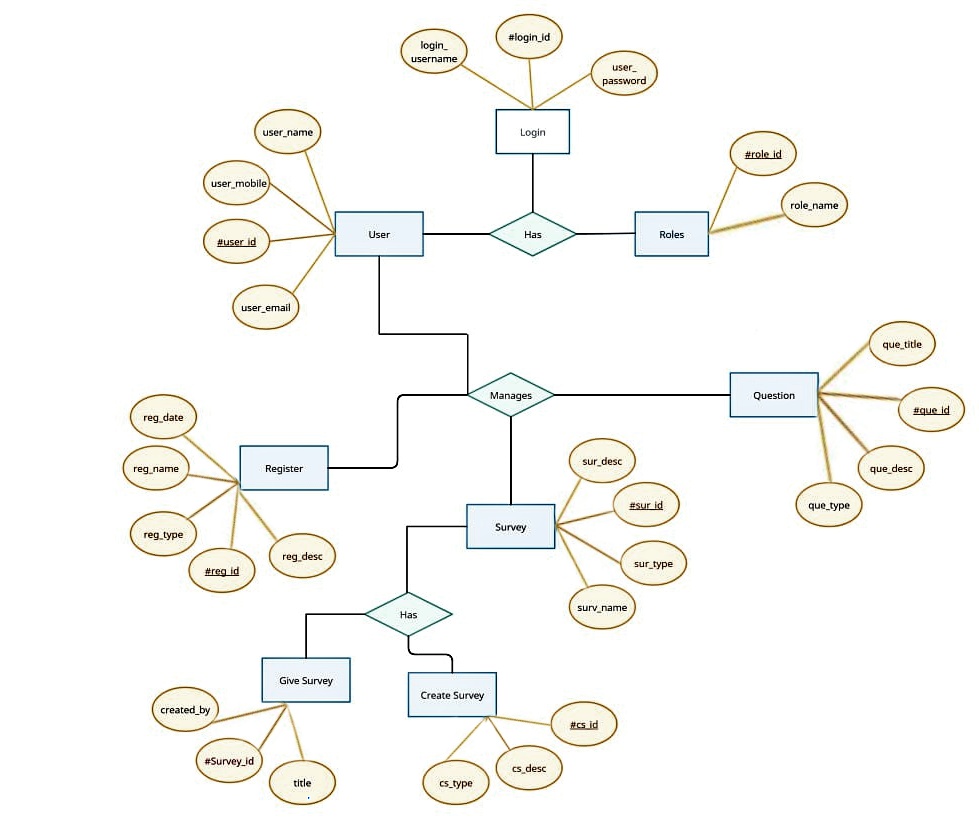 #login_id
login_
username
user_
password
Login
user_name
#role_id
user_mobile
role_name
User
Has
Roles
#user_id
user_email
que_title
Manages
Question
#que_id
reg_date
reg_name
Register
sur_desc
que_desc
#sur_id
que_type
reg_type
Survey
reg_desc
#reg_id
sur_type
surv_name
Has
Give Survey
Create Survey
created_by
#cs_id
#Survey_id
cs_desc
title
cs_type